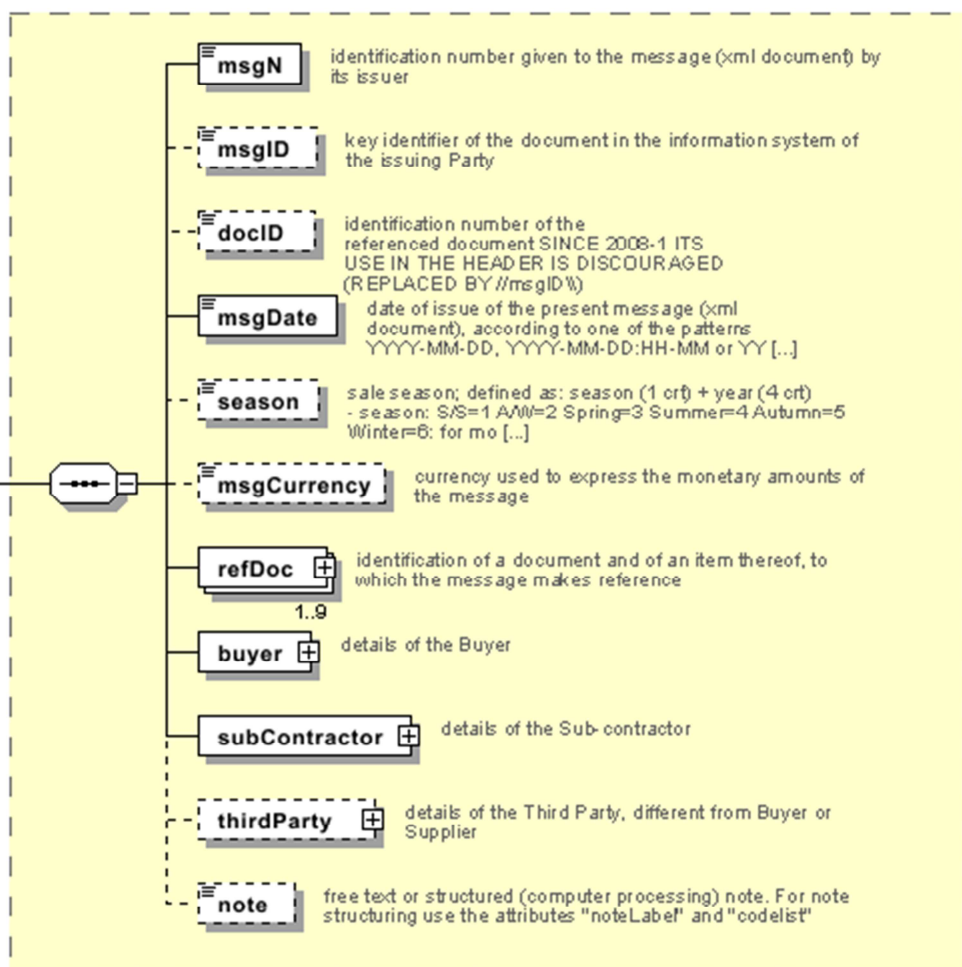 msgN
identification number given to the message (xml document) by
its issuer
msgID
key identifier of the document in the information system of
the issuing Party
docID
identification number of the
referenced document SINCE 2008-1 ITS
USE IN THE HEADER IS DISCOURAGED
(REPLACED BY //msgID\\)
msgDate
date of issue of the present message (xml
document), according to one of the patterns
YYYY-MM-DD, YYYY-MM-DD:HH-MM or YY [...]
season
sale season; defined as: season (1 crt) + year (4 crt)
- season: S/S=1 A/W=2 Spring=3 Summer=4 Autumn=5
Winter=6: for mo [...]
msgCurrency
currency used to express the monetary amounts of
the message
refDoc
identification of a document and of an item thereof, to
which the message makes reference
1..9
buyer
details of the Buyer
subContractor
details of the Sub-contractor
thirdParty
details of the Third Party, different from Buyer or
Supplier
note
free text or structured (computer processing) note. For note
structuring use the attributes "noteLabel" and "codelist"